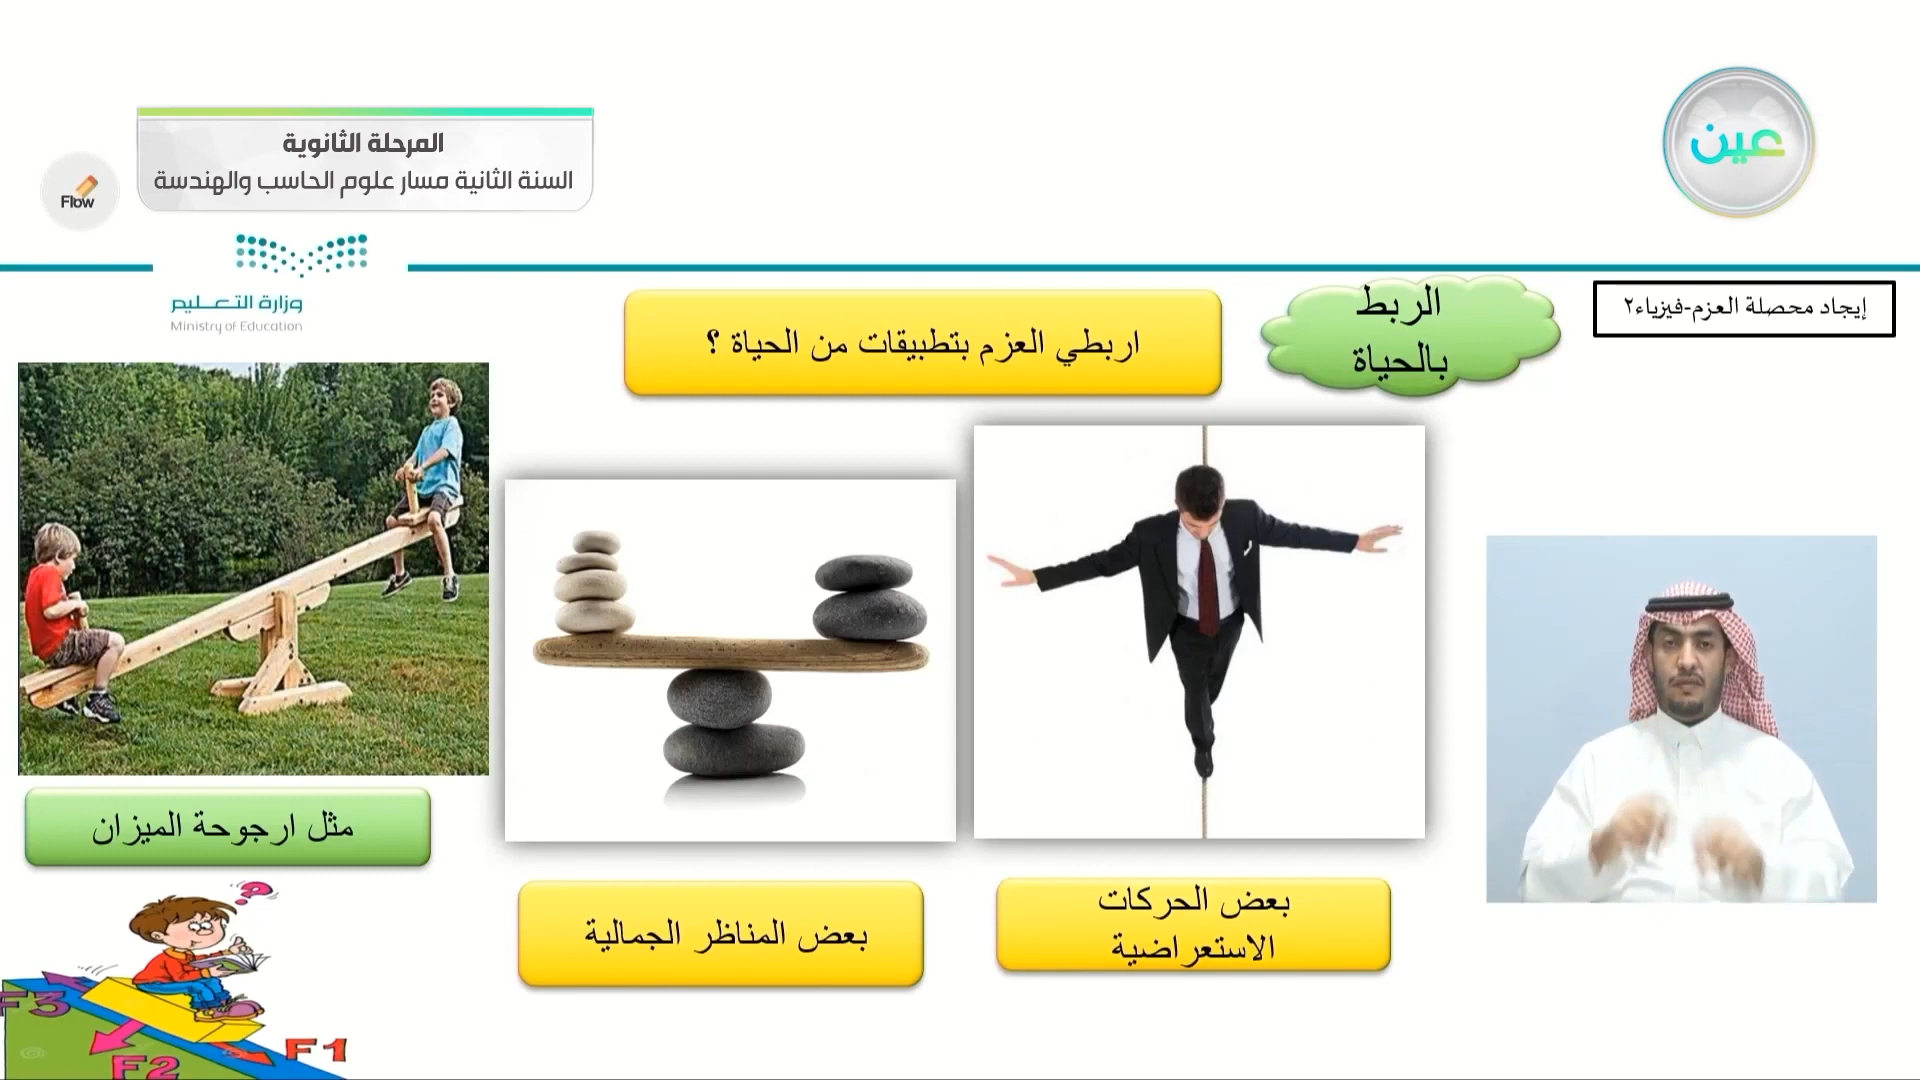 المرحلة الثانوية
السنة الثانية مسار علوم الحاسب والهندسة
Flow
عين
وزارة التعليم
Ministry of Education
إيجاد محصلة العزم-فيزياء٢
الربط
بالحياة
اربطي العزم بتطبيقات من الحياة ؟
بعض الحركات
الاستعراضية
بعض المناظر الجمالية
مثل ارجوحة الميزان
?
F3
F2
F1